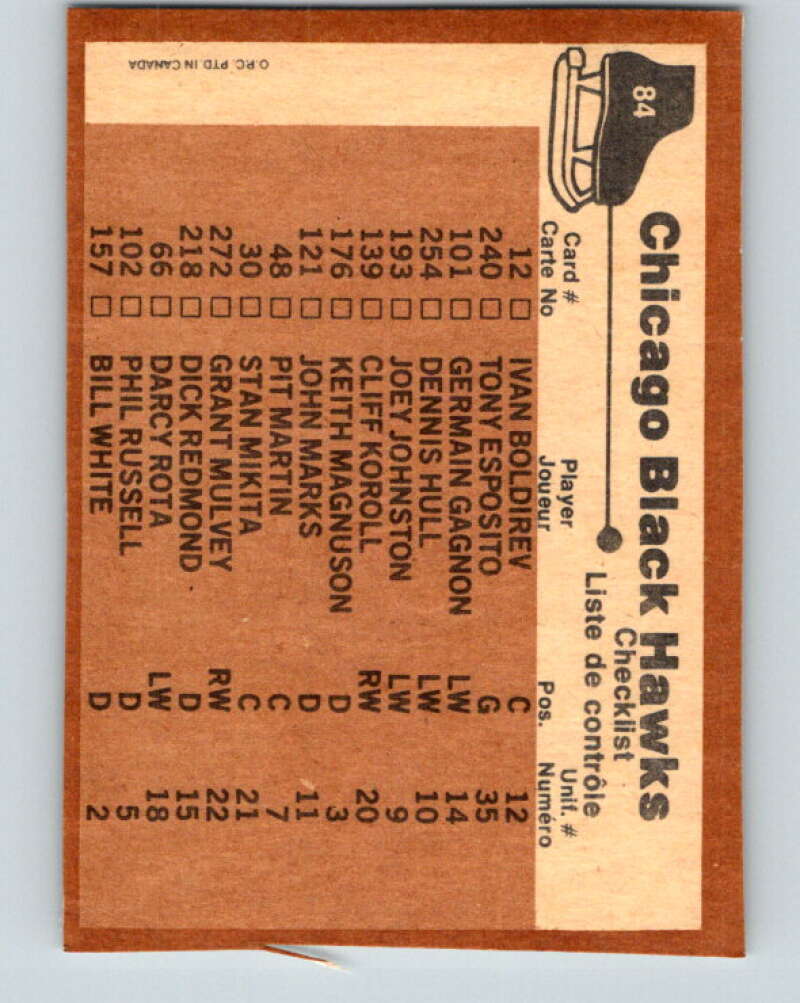 84
Chicago Black Hawks
Checklist
Liste de contrôle
Card # Player Pos. Unif. #
Carte No Joueur Numéro
12 □ IVAN BOLDIREV C 12
240 □ TONY ESPOSITO G 35
101 □ GERMAIN GAGNON LW 14
254 □ DENNIS HULL LW 10
193 □ JOEY JOHNSTON LW 9
139 □ CLIFF KOROLL RW 20
176 □ KEITH MAGNUSON D 3
121 □ JOHN MARKS D 11
48 □ PIT MARTIN C 7
30 □ STAN MIKITA C 21
272 □ GRANT MULVEY RW 22
218 □ DICK REDMOND D 15
66 □ DARCY ROTA LW 18
102 □ PHIL RUSSELL D 5
157 □ BILL WHITE D 2
O.P.C. PTD IN CANADA